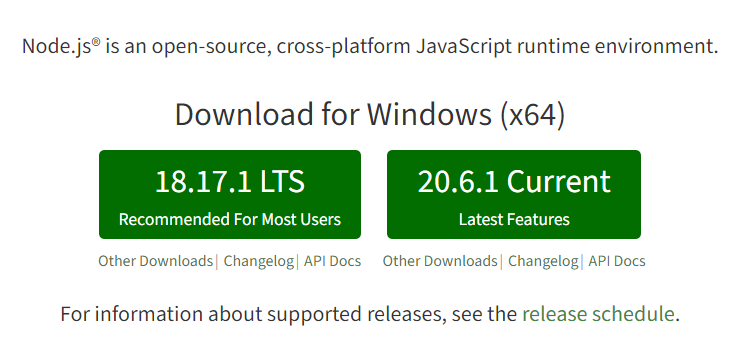 Node.js® is an open-source, cross-platform JavaScript runtime environment.
Download for Windows (x64)
18.17.1 LTS
Recommended For Most Users
20.6.1 Current
Latest Features
Other Downloads | Changelog | API Docs
Other Downloads | Changelog | API Docs
For information about supported releases, see the release schedule.